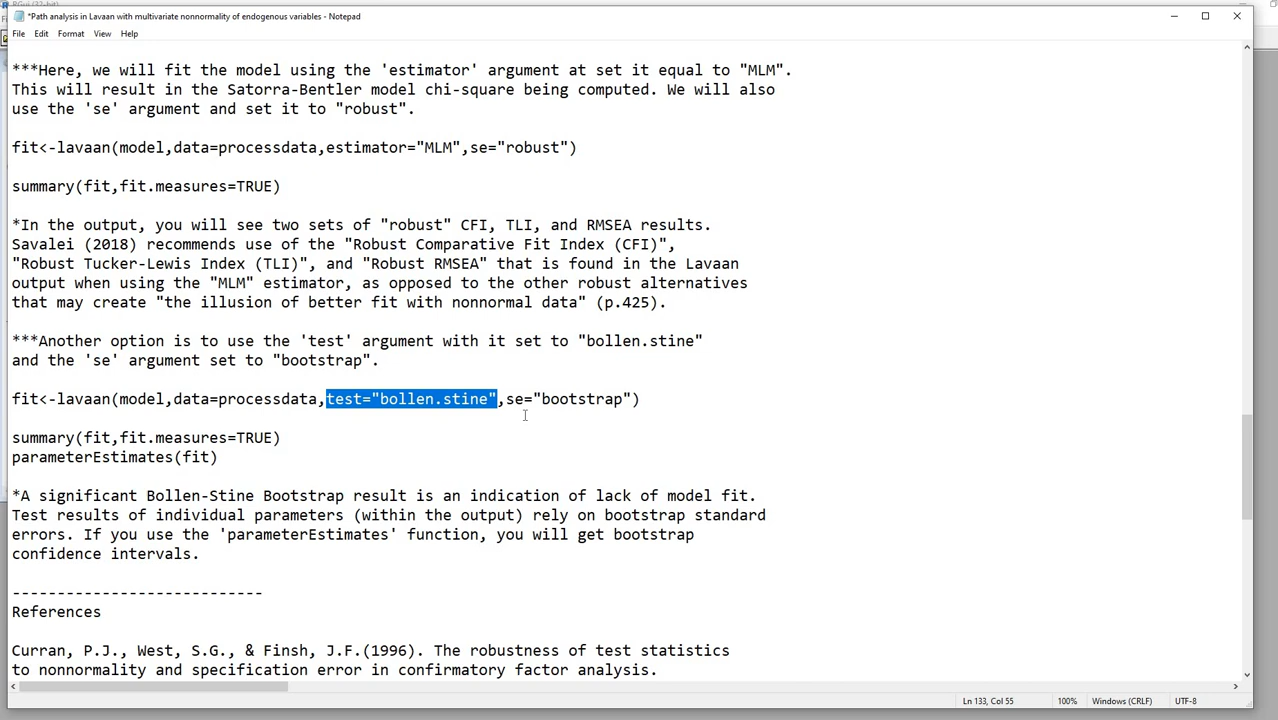 *Path analysis in Lavaan with multivariate nonnormality of endogenous variables - Notepad
File Edit Format View Help
***Here, we will fit the model using the 'estimator' argument at set it equal to "MLM".
This will result in the Satorra-Bentler model chi-square being computed. We will also
use the 'se' argument and set it to "robust".
fit<-lavaan(model,data=processdata,estimator="MLM",se="robust")
summary(fit,fit.measures=TRUE)
*In the output, you will see two sets of "robust" CFI, TLI, and RMSEA results.
Savalei (2018) recommends use of the "Robust Comparative Fit Index (CFI)",
"Robust Tucker-Lewis Index (TLI)", and "Robust RMSEA" that is found in the Lavaan
output when using the "MLM" estimator, as opposed to the other robust alternatives
that may create "the illusion of better fit with nonnormal data" (p.425).
***Another option is to use the 'test' argument with it set to "bollen.stine"
and the 'se' argument set to "bootstrap".
fit<-lavaan(model,data=processdata,test="bollen.stine",se="bootstrap")
summary(fit,fit.measures=TRUE)
parameterEstimates(fit)
*A significant Bollen-Stine Bootstrap result is an indication of lack of model fit.
Test results of individual parameters (within the output) rely on bootstrap standard
errors. If you use the 'parameterEstimates' function, you will get bootstrap
confidence intervals.
----------------------------
References
Curran, P.J., West, S.G., & Finsh, J.F.(1996). The robustness of test statistics
to nonnormality and specification error in confirmatory factor analysis.
Ln 133, Col 55 100% Windows (CRLF) UTF-8